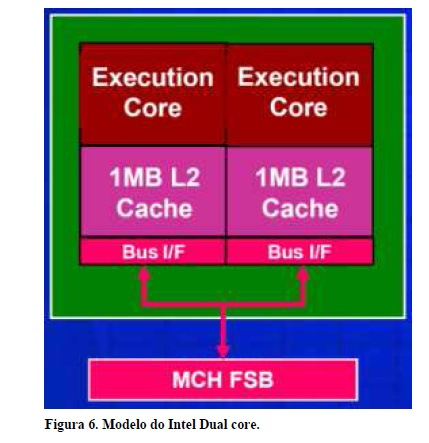 Execution Core
Execution Core
1MB L2 Cache
1MB L2 Cache
Bus I/F
Bus I/F
MCH FSB
Figura 6. Modelo do Intel Dual core.